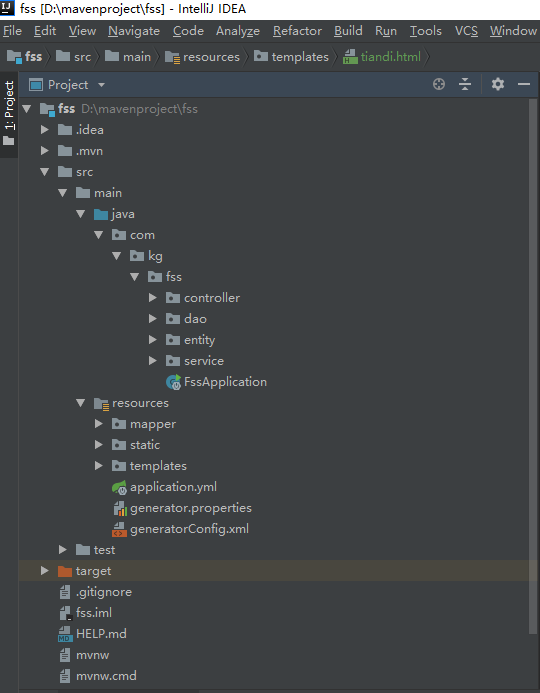 fss [D:\mavenproject\fss] - IntelliJ IDEA
File Edit View Navigate Code Analyze Refactor Build Run Tools VCS Window
fss src main resources templates tiandi.html
1: Project
Project
fss D:\mavenproject\fss
.idea
.mvn
src
main
java
com
kg
fss
controller
dao
entity
service
FssApplication
resources
mapper
static
templates
application.yml
generator.properties
generatorConfig.xml
test
target
.gitignore
fss.iml
HELP.md
mvnw
mvnw.cmd